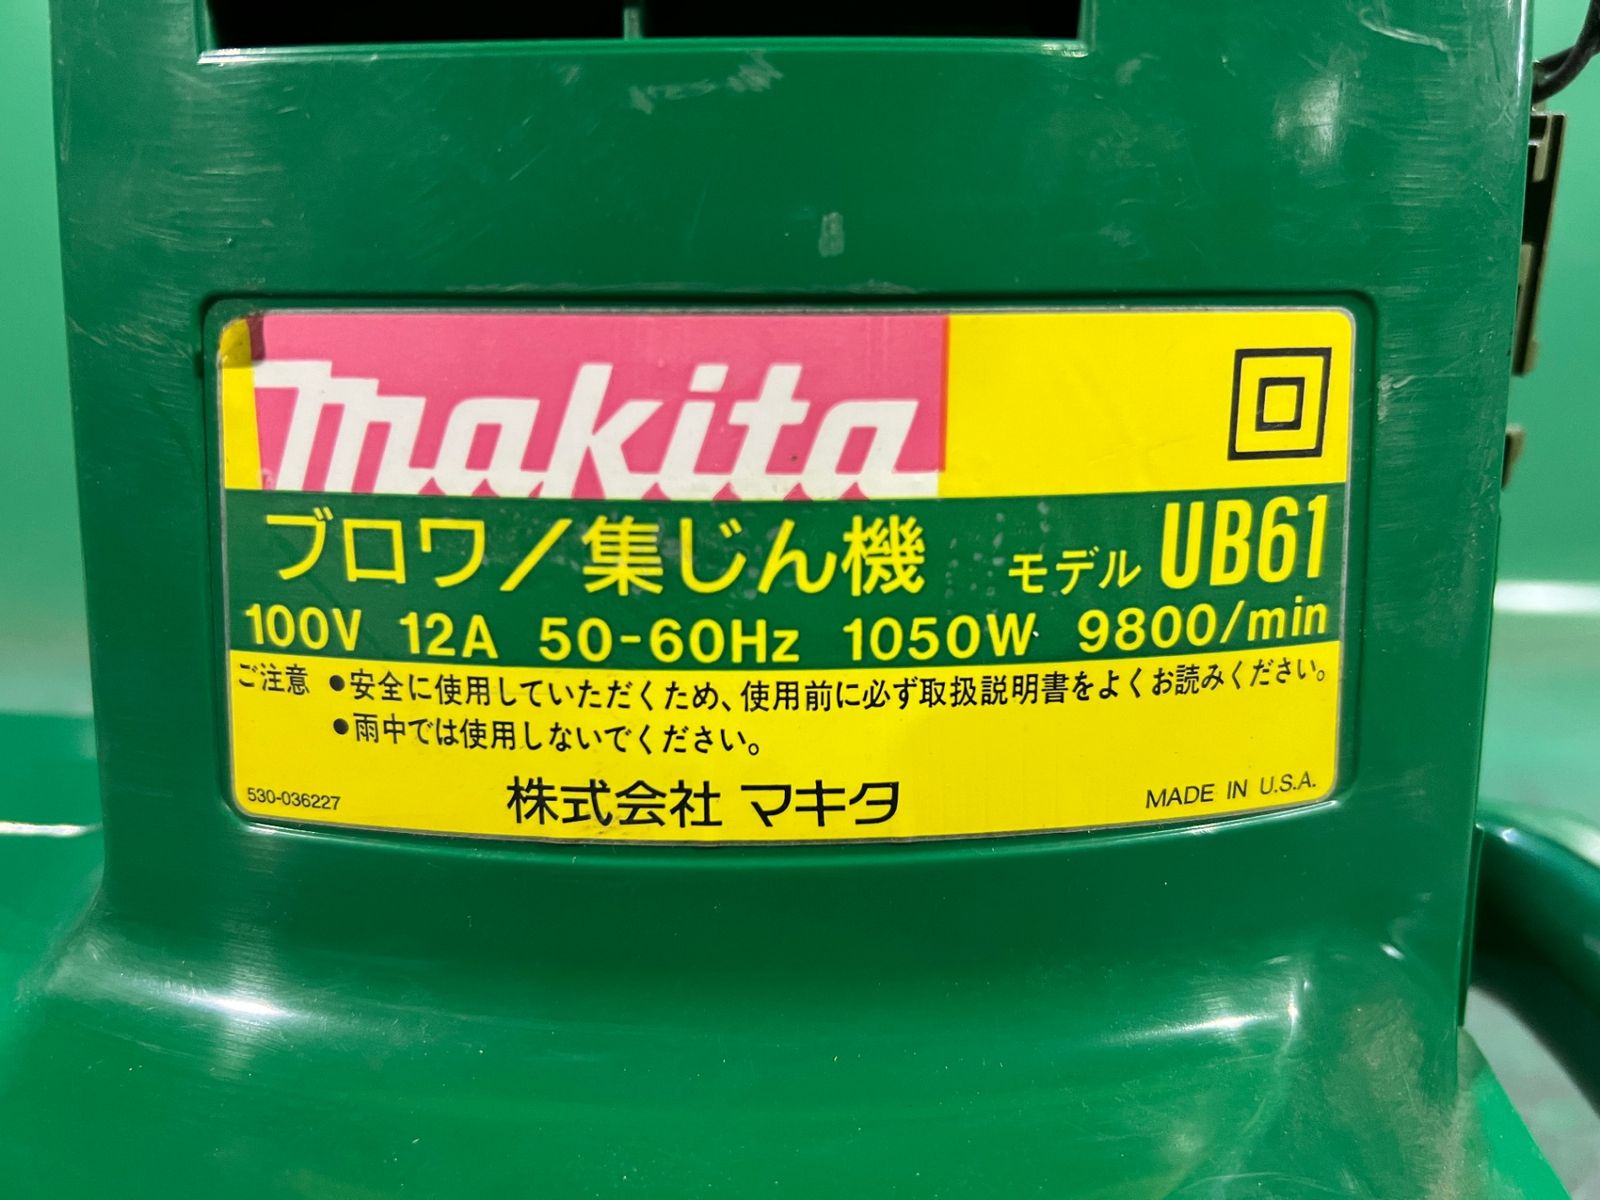 makita
ブロワ/集じん機 モデル UB61
100V 12A 50-60Hz 1050W 9800/min
ご注意 ●安全に使用していただくため、使用前に必ず取扱説明書をよくお読みください。
●雨中では使用しないでください。
530-036227 株式会社 マキタ MADE IN U.S.A.